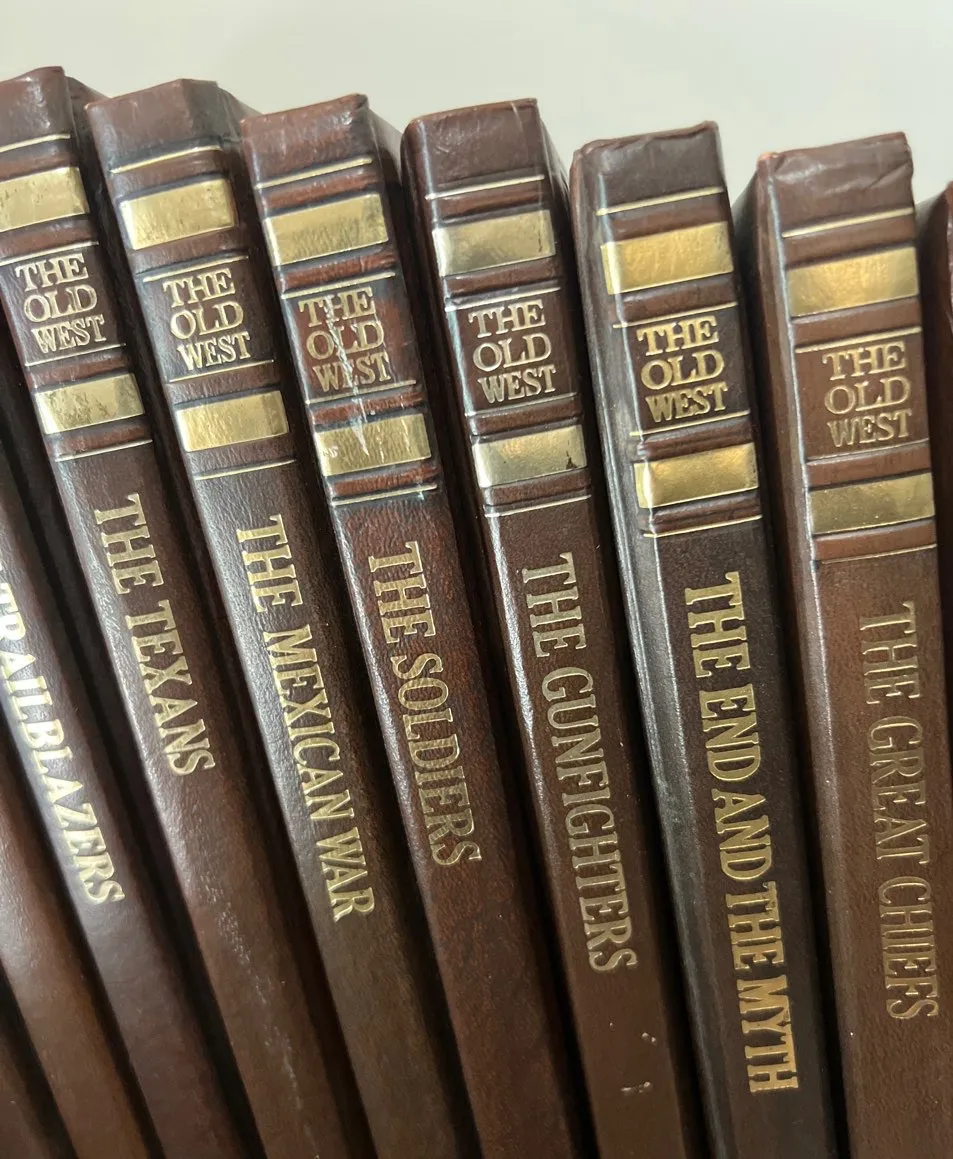 TRAILBLAZERS
THE
OLD
WEST
THE TEXANS
THE
OLD
WEST
THE MEXICAN WAR
THE
OLD
WEST
THE SOLDIERS
THE
OLD
WEST
THE GUNFIGHTERS
THE
OLD
WEST
THE END AND THE MYTH
THE
OLD
WEST
THE GREAT CHIEFS